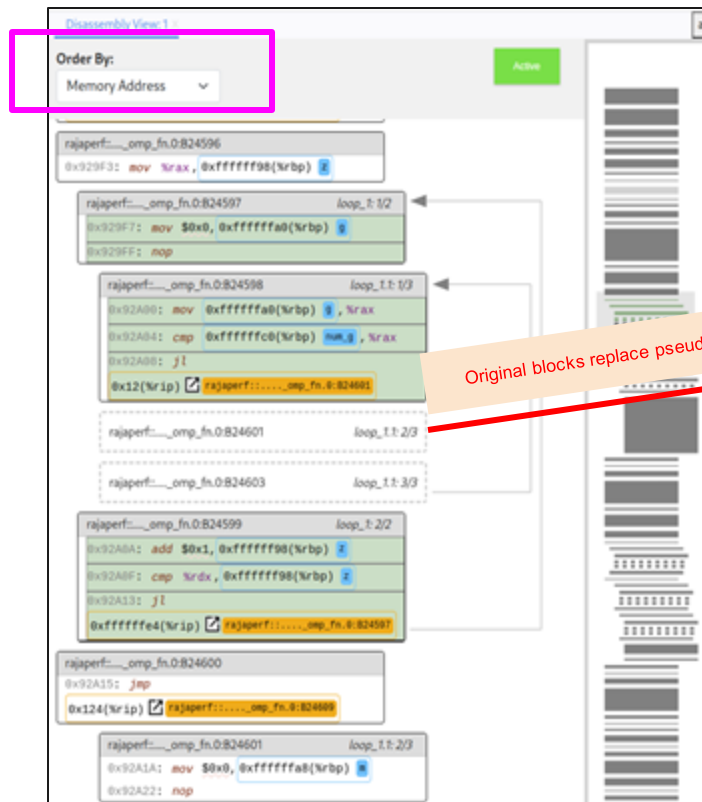 Disassembly View: 1
Order By:
Memory Address
Active
rajaperf::...._omp_fn.0:B24596
0x929F3: mov %rax, 0xffffff98(%rbp) z
rajaperf::...._omp_fn.0:B24597 loop_1: 1/2
0x929F7: mov $0x0, 0xffffffa0(%rbp) g
0x929FF: nop
rajaperf::...._omp_fn.0:B24598 loop_1.1: 1/3
0x92A00: mov 0xffffffa0(%rbp) g , %rax
0x92A04: cmp 0xffffffc0(%rbp) num_g , %rax
0x92A08: jl
0x12(%rip) rajaperf::...._omp_fn.0:B24601
Original blocks replace pseud
rajaperf::...._omp_fn.0:B24601 loop_1.1: 2/3
rajaperf::...._omp_fn.0:B24603 loop_1.1: 3/3
rajaperf::...._omp_fn.0:B24599 loop_1: 2/2
0x92A0A: add $0x1, 0xffffff98(%rbp) z
0x92A0F: cmp %rdx, 0xffffff98(%rbp) z
0x92A13: jl
0xffffffe4(%rip) rajaperf::...._omp_fn.0:B24597
rajaperf::...._omp_fn.0:B24600
0x92A15: jmp
0x124(%rip) rajaperf::...._omp_fn.0:B24609
rajaperf::...._omp_fn.0:B24601 loop_1.1: 2/3
0x92A1A: mov $0x0, 0xffffffa8(%rbp) m
0x92A22: nop